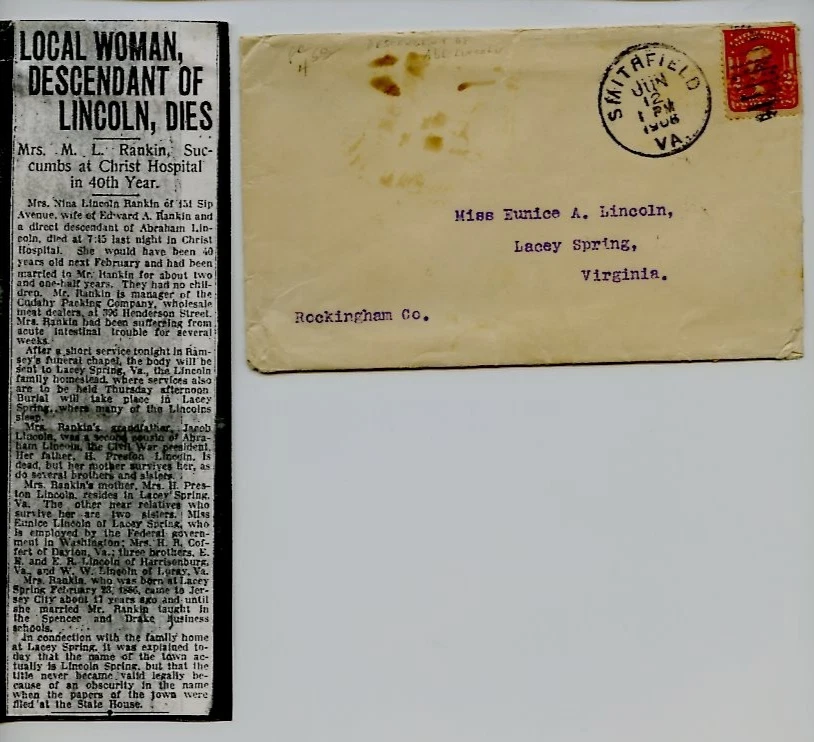 LOCAL WOMAN,
DESCENDANT OF
LINCOLN, DIES
Mrs. M. L. Rankin, Suc-
cumbs at Christ Hospital
in 40th Year.
Mrs. Nina Lincoln Rankin of 151 Sip
Avenue, wife of Edward A. Rankin and
a direct descendant of Abraham Lin-
coln, died at 7:15 last night in Christ
Hospital. She would have been 40
years old next February and had been
married to Mr. Rankin for about two
and one-half years. They had no chil-
dren. Mr. Rankin is manager of the
Cudahy Packing Company, wholesale
meat dealers, at 396 Henderson Street.
Mrs. Rankin had been suffering from
acute intestinal trouble for several
weeks.
After a short service tonight in Ram-
sey's funeral chapel, the body will be
sent to Lacey Spring, Va., the Lincoln
family homestead, where services also
are to be held Thursday afternoon
Burial will take place in Lacey
Spring, where many of the Lincolns
sleep.
Mrs. Rankin's grandfather, Jacob
Lincoln, was a second cousin of Abra-
ham Lincoln, the Civil War president.
Her father, H. Preston Lincoln, is
dead, but her mother survives her, as
do several brothers and sisters.
Mrs. Rankin's mother, Mrs. H. Pres-
ton Lincoln, resides in Lacey Spring,
Va. The other near relatives who
survive her are two sisters, Miss
Eunice Lincoln of Lacey Spring, who
is employed by the Federal govern-
ment in Washington; Mrs. H. R. Cof-
fert of Dayton, Va.; three brothers, E.
E. and E. R. Lincoln of Harrisonburg,
Va., and W. W. Lincoln of Luray, Va.
Mrs. Rankin, who was born at Lacey
Spring February 23, 1886, came to Jer-
sey City about 17 years ago and until
she married Mr. Rankin taught in
the Spencer and Drake Business
schools.
In connection with the family home
at Lacey Spring, it was explained to-
day that the name of the town ac-
tually is Lincoln Spring, but that the
title never became valid legally be-
cause of an obscurity in the name
when the papers of the town were
filed at the State House.
SMITHFIELD
JUN
12
1 PM
1908
VA.
Miss Eunice A. Lincoln,
Lacey Spring,
Virginia.
Rockingham Co.